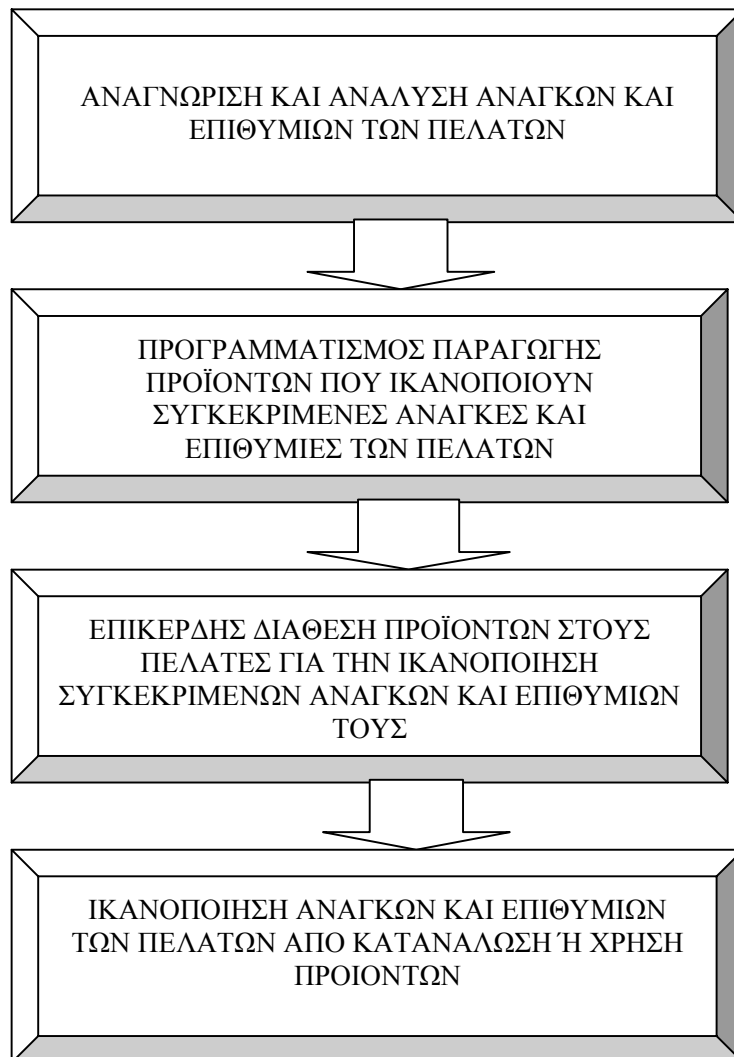 ΑΝΑΓΝΩΡΙΣΗ ΚΑΙ ΑΝΑΛΥΣΗ ΑΝΑΓΚΩΝ ΚΑΙ
ΕΠΙΘΥΜΙΩΝ ΤΩΝ ΠΕΛΑΤΩΝ
ΠΡΟΓΡΑΜΜΑΤΙΣΜΟΣ ΠΑΡΑΓΩΓΗΣ
ΠΡΟΪΟΝΤΩΝ ΠΟΥ ΙΚΑΝΟΠΟΙΟΥΝ
ΣΥΓΚΕΚΡΙΜΕΝΕΣ ΑΝΑΓΚΕΣ ΚΑΙ
ΕΠΙΘΥΜΙΕΣ ΤΩΝ ΠΕΛΑΤΩΝ
ΕΠΙΚΕΡΔΗΣ ΔΙΑΘΕΣΗ ΠΡΟΪΟΝΤΩΝ ΣΤΟΥΣ
ΠΕΛΑΤΕΣ ΓΙΑ ΤΗΝ ΙΚΑΝΟΠΟΙΗΣΗ
ΣΥΓΚΕΚΡΙΜΕΝΩΝ ΑΝΑΓΚΩΝ ΚΑΙ ΕΠΙΘΥΜΙΩΝ
ΤΟΥΣ
ΙΚΑΝΟΠΟΙΗΣΗ ΑΝΑΓΚΩΝ ΚΑΙ ΕΠΙΘΥΜΙΩΝ
ΤΩΝ ΠΕΛΑΤΩΝ ΑΠΟ ΚΑΤΑΝΑΛΩΣΗ Ή ΧΡΗΣΗ
ΠΡΟΙΟΝΤΩΝ